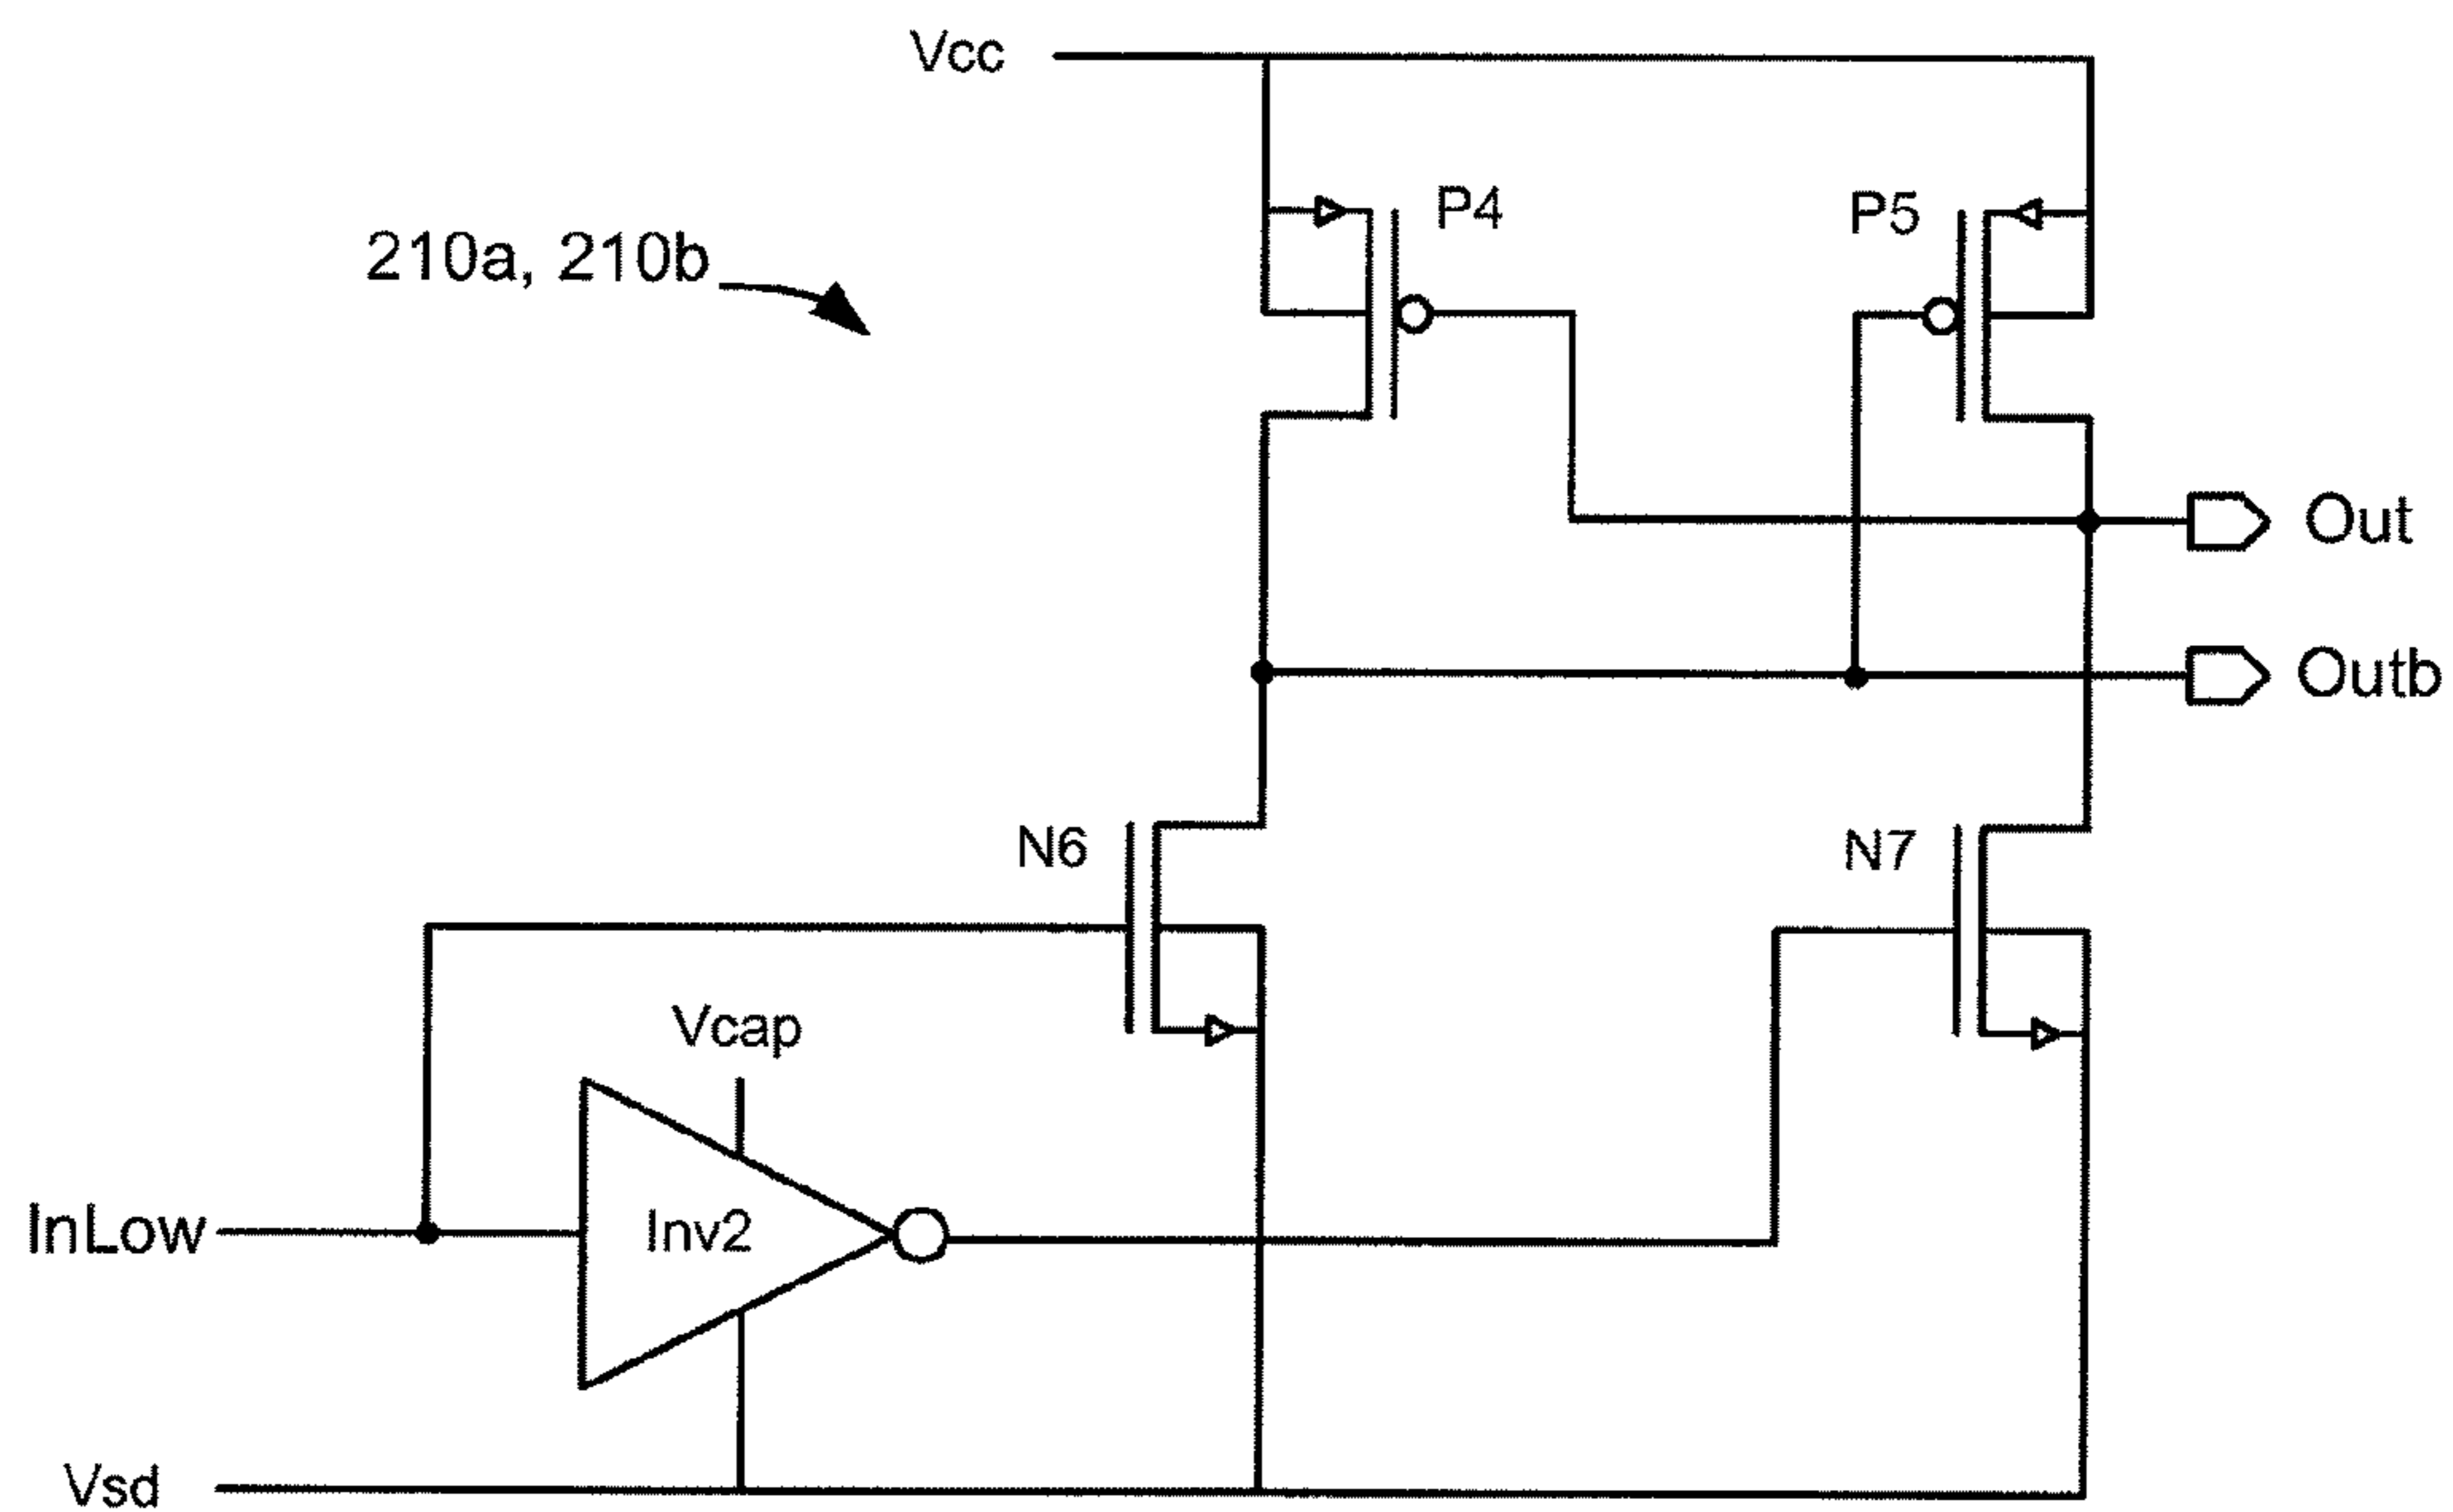 Vcc
P4
P5
210a, 210b
Out
Outb
N6
N7
Vcap
InLow
Inv2
Vsd